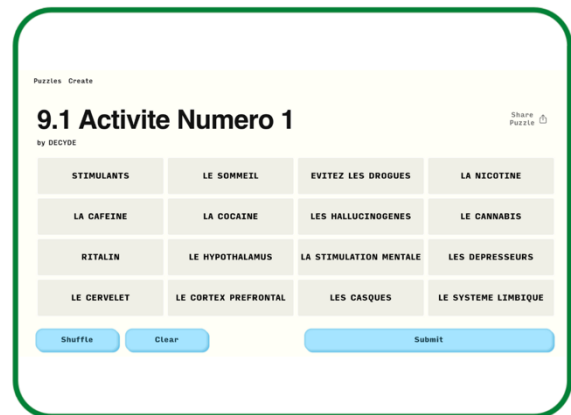 Puzzles Create
9.1 Activite Numero 1
Share
Puzzle
by DECYDE
STIMULANTS LE SOMMEIL EVITEZ LES DROGUES LA NICOTINE
LA CAFEINE LA COCAINE LES HALLUCINOGENES LE CANNABIS
RITALIN LE HYPOTHALAMUS LA STIMULATION MENTALE LES DEPRESSEURS
LE CERVELET LE CORTEX PREFRONTAL LES CASQUES LE SYSTEME LIMBIQUE
Shuffle Clear Submit